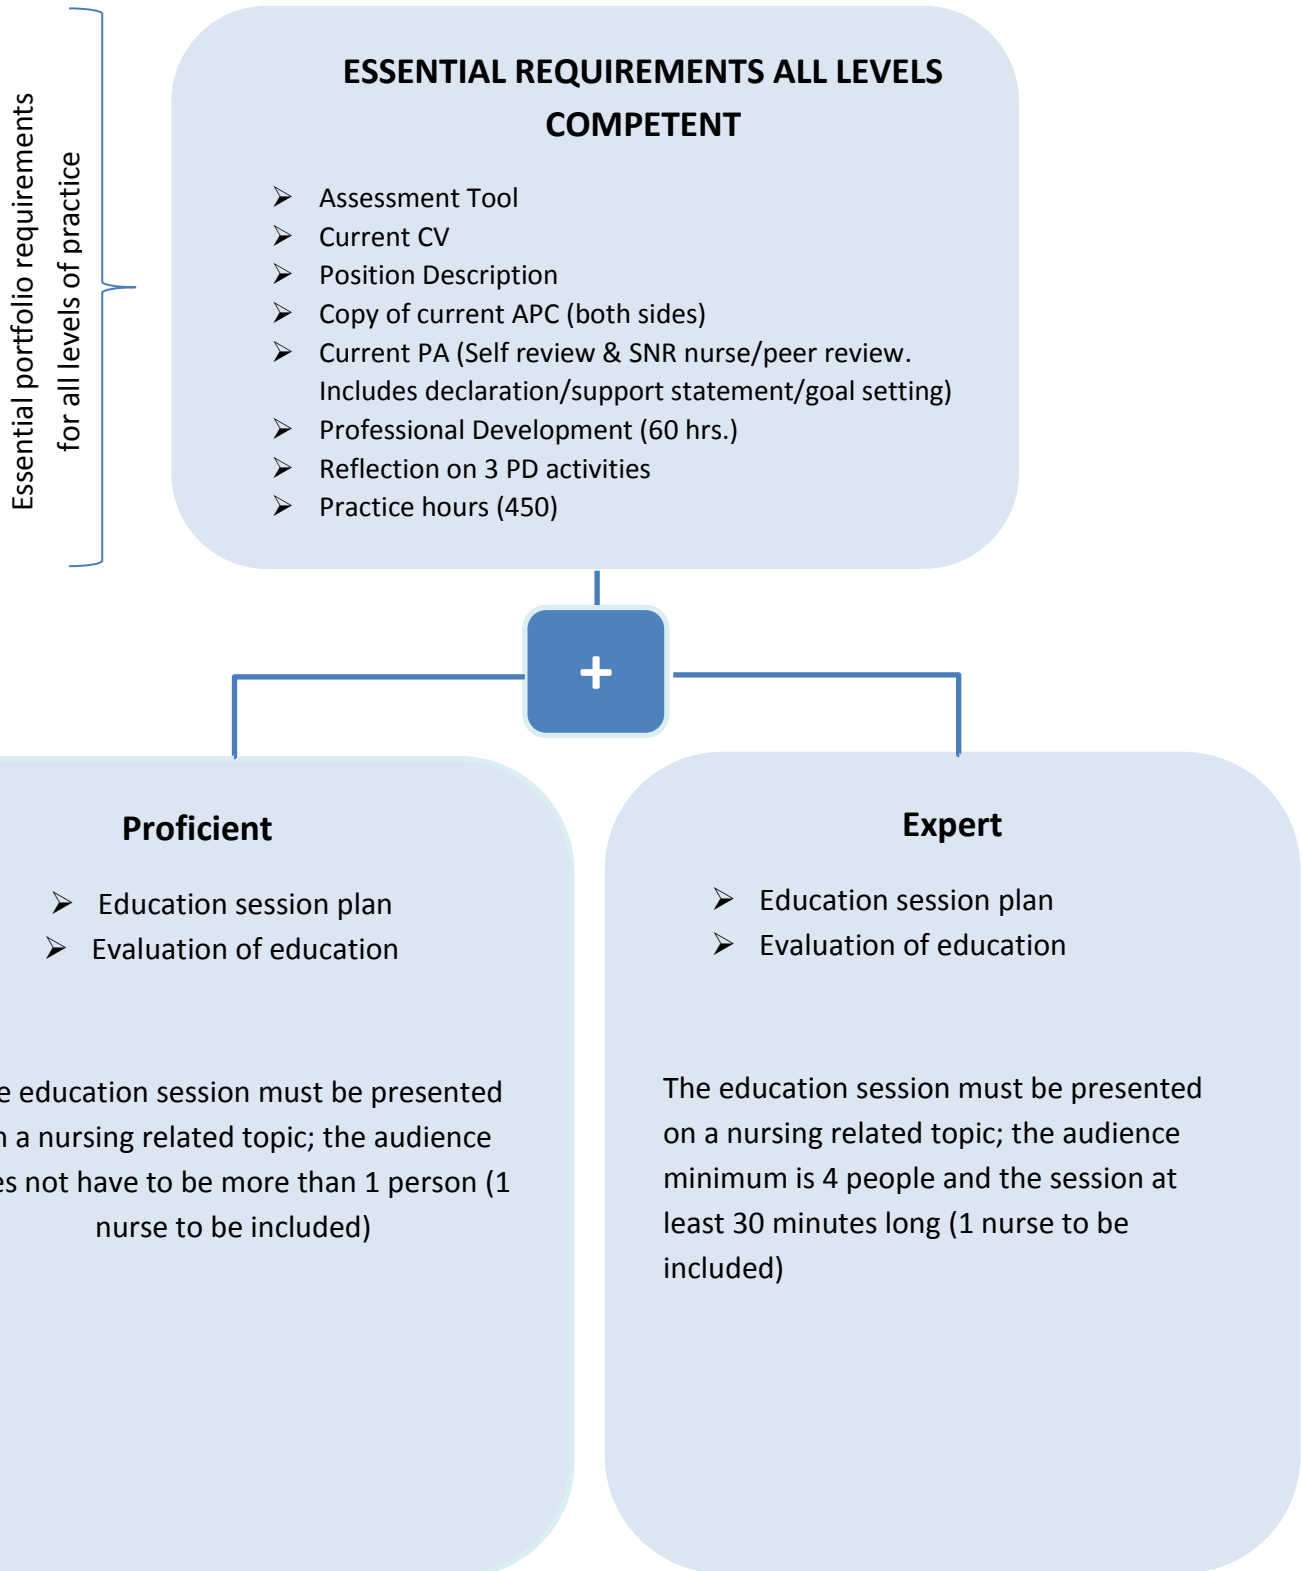 Essential portfolio requirements
for all levels of practice
ESSENTIAL REQUIREMENTS ALL LEVELS
COMPETENT
➢ Assessment Tool
➢ Current CV
➢ Position Description
➢ Copy of current APC (both sides)
➢ Current PA (Self review & SNR nurse/peer review.
Includes declaration/support statement/goal setting)
➢ Professional Development (60 hrs.)
➢ Reflection on 3 PD activities
➢ Practice hours (450)
+
Proficient
➢ Education session plan
➢ Evaluation of education
education session must be presented
a nursing related topic; the audience
not have to be more than 1 person (1
nurse to be included)
Expert
➢ Education session plan
➢ Evaluation of education
The education session must be presented
on a nursing related topic; the audience
minimum is 4 people and the session at
least 30 minutes long (1 nurse to be
included)